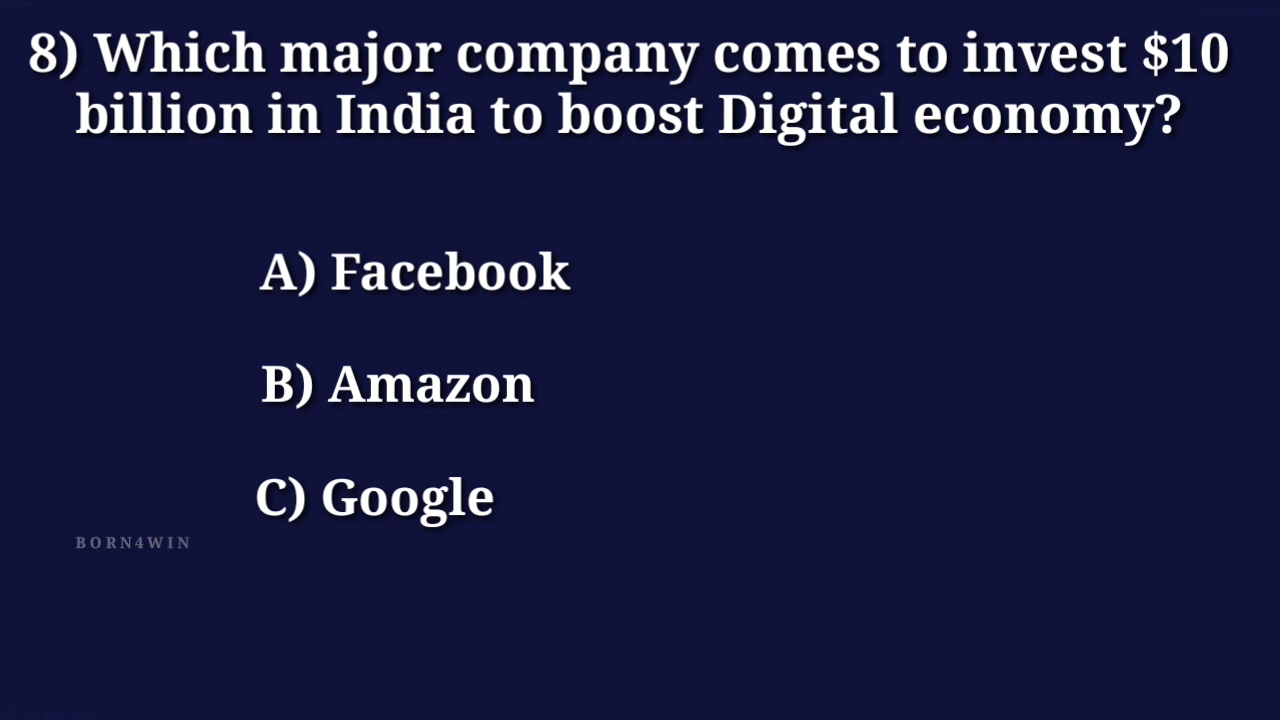 8) Which major company comes to invest $10
billion in India to boost Digital economy?
A) Facebook
B) Amazon
C) Google
BORN4WIN